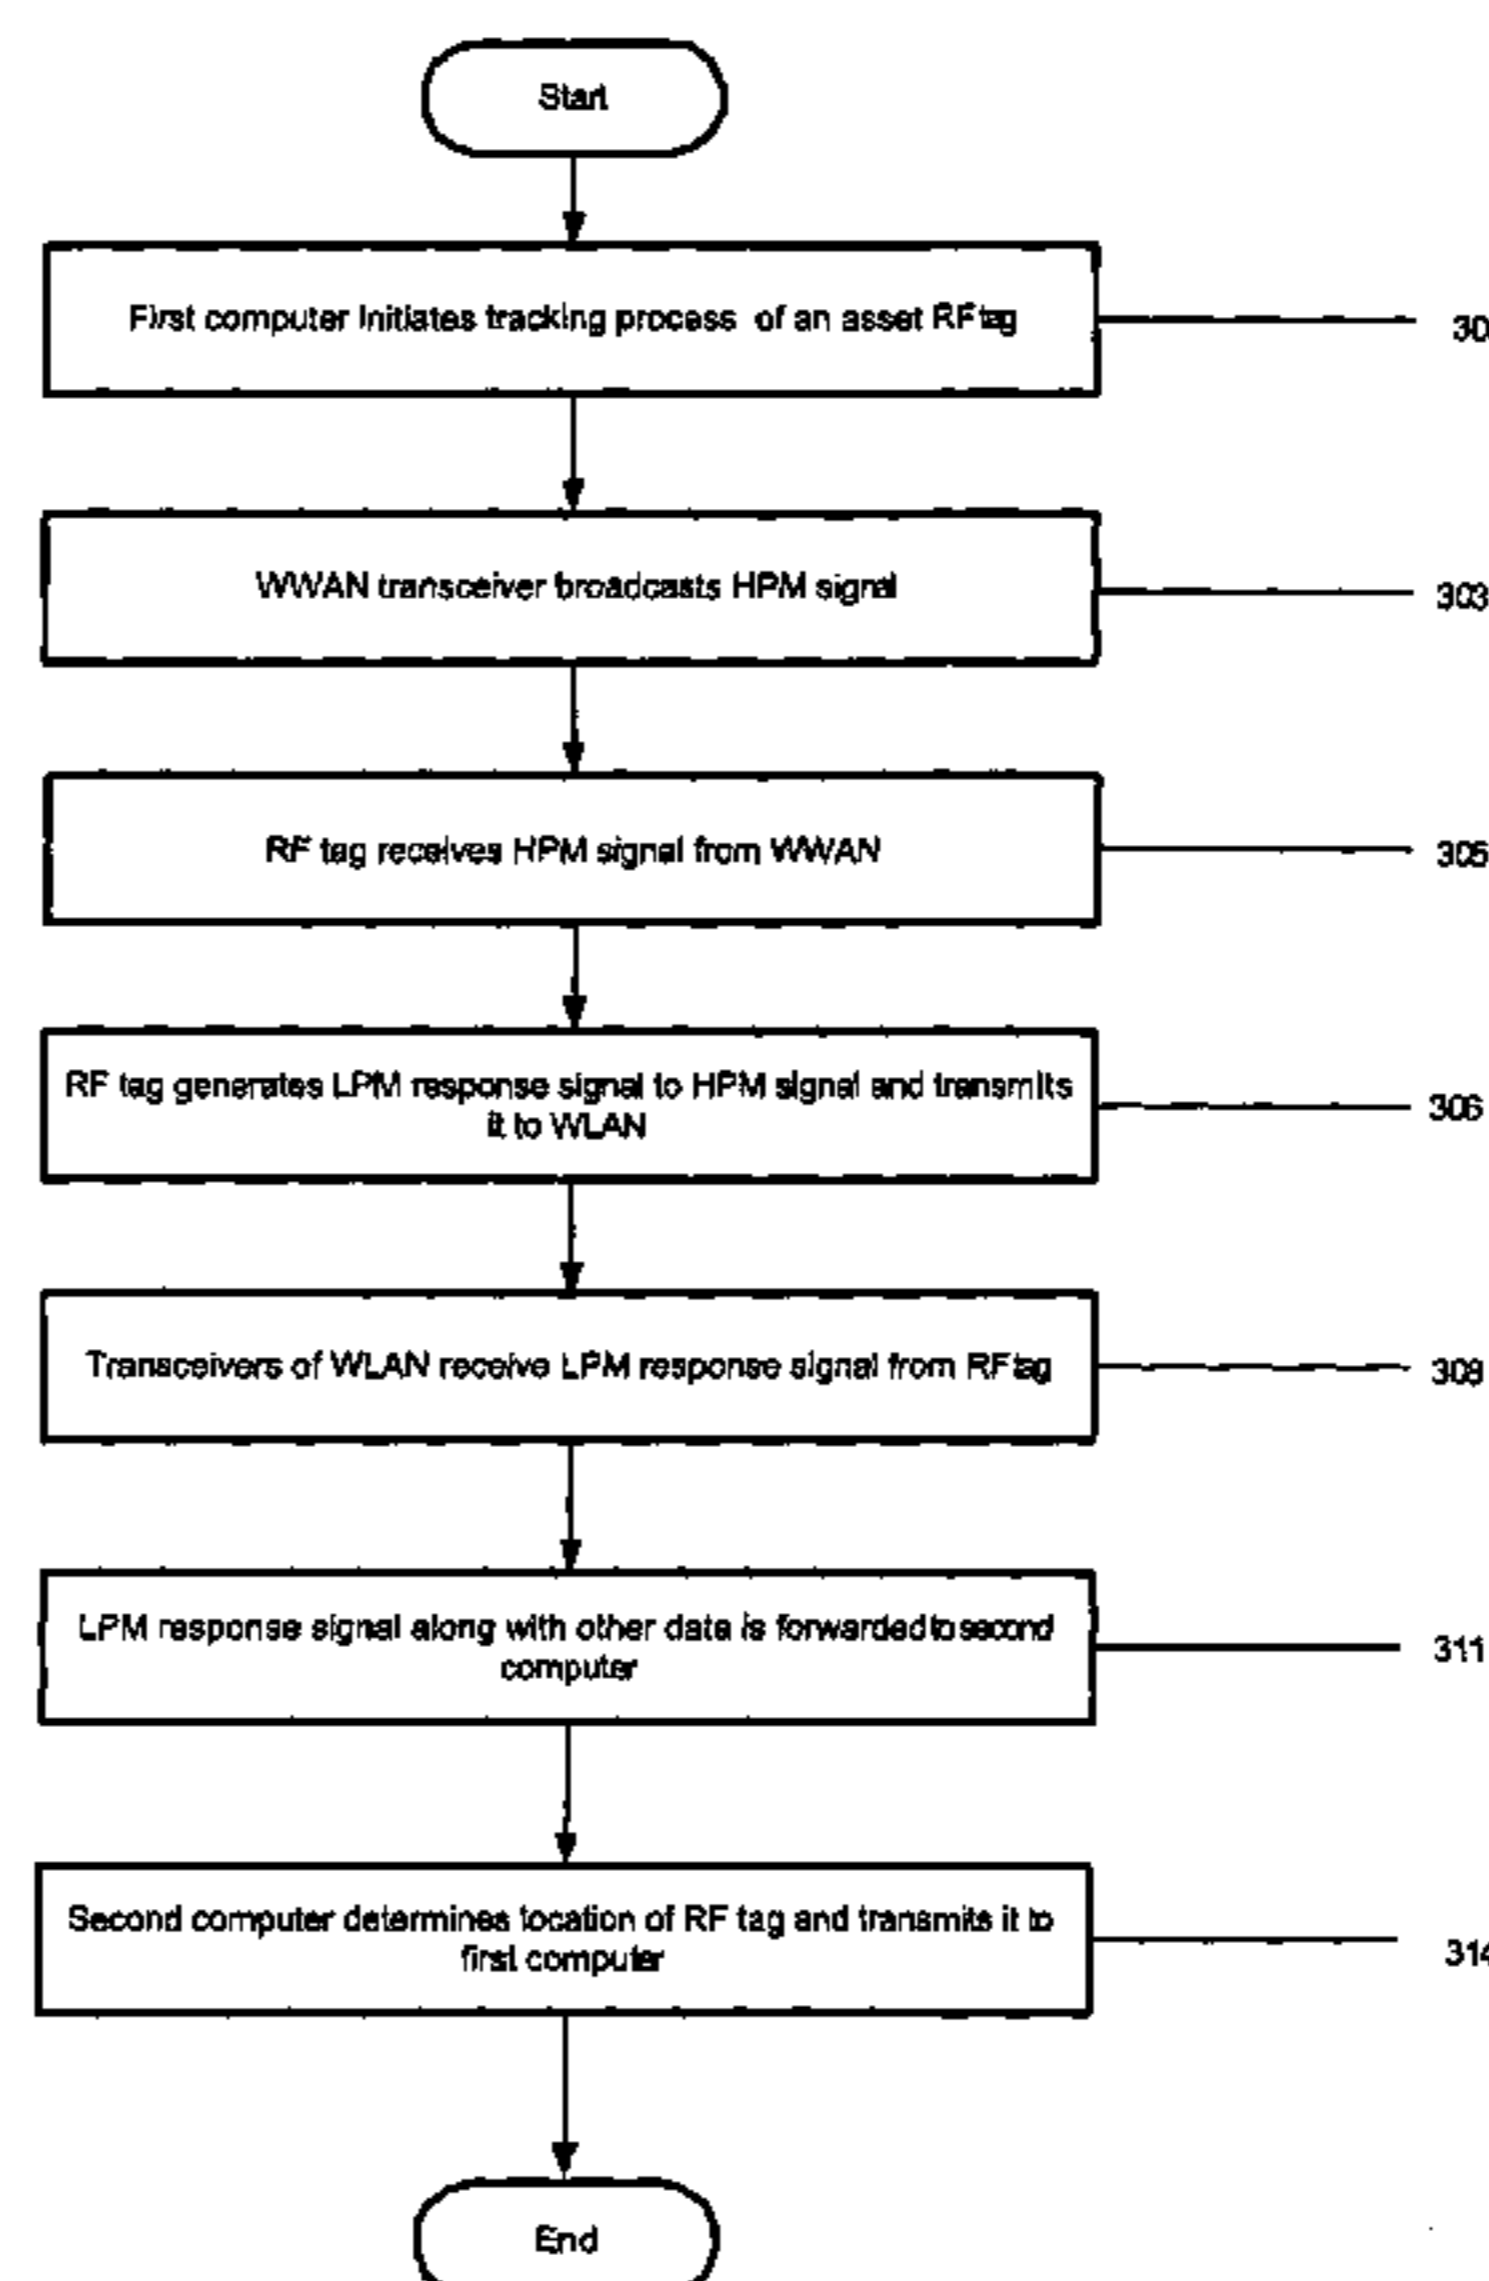 Start
First computer initiates tracking process of an asset RF tag
30
WWAN transceiver broadcasts HPM signal
303
RF tag receives HPM signal from WWAN
305
RF tag generates LPM response signal to HPM signal and transmits
it to WLAN
306
Transceivers of WLAN receive LPM response signal from RF tag
309
LPM response signal along with other data is forwarded to second
computer
311
Second computer determines location of RF tag and transmits it to
first computer
314
End